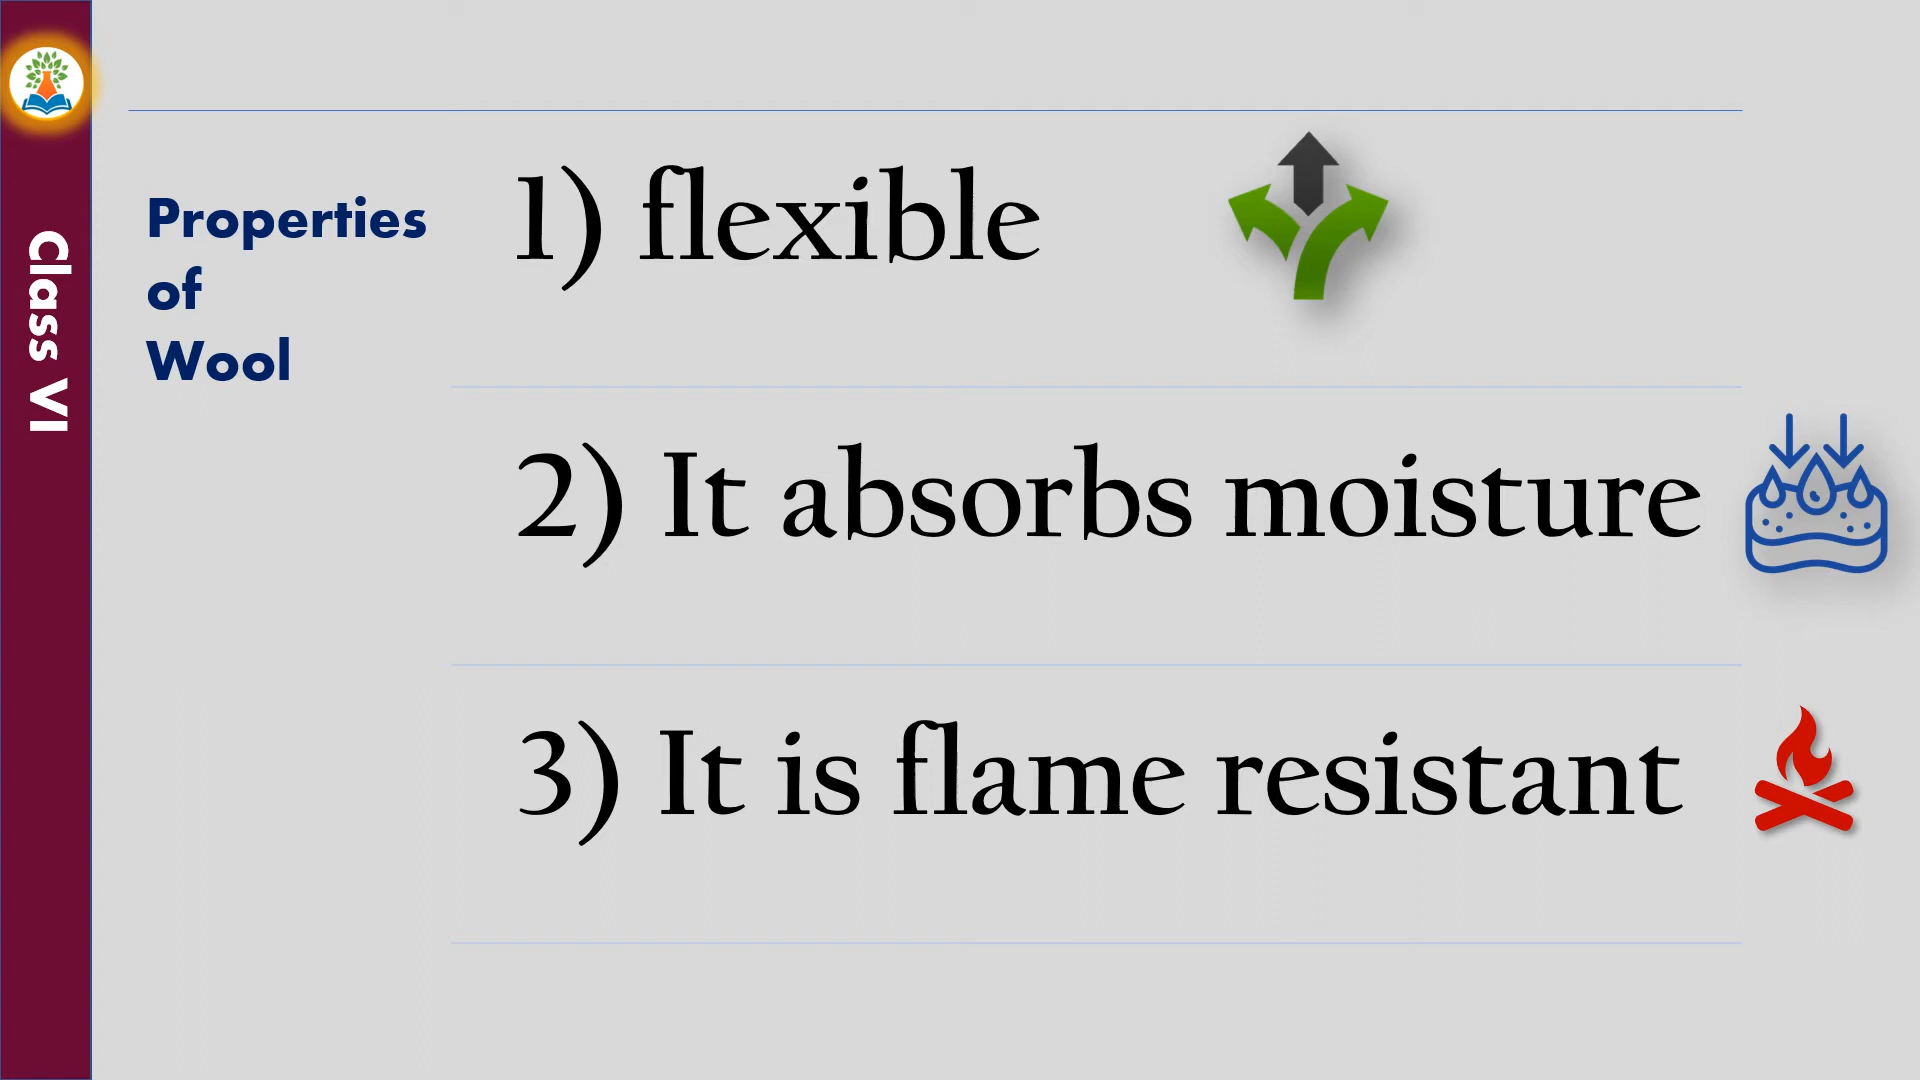 Class VI
Properties
of
Wool
1) flexible
2) It absorbs moisture
3) It is flame resistant